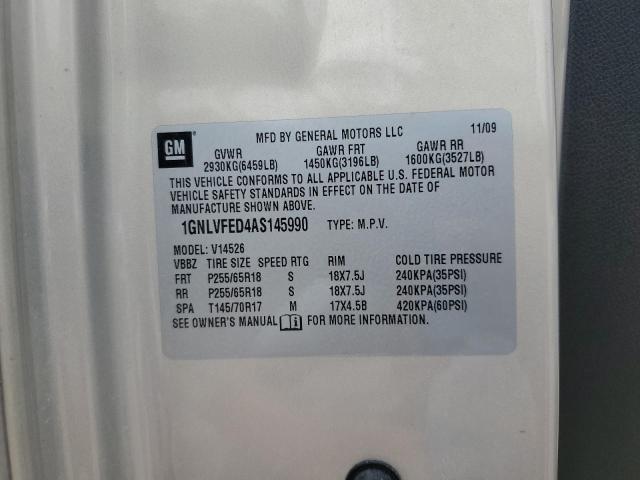 GM MFD BY GENERAL MOTORS LLC 11/09
GVWR GAWR FRT GAWR RR
2930KG(6459LB) 1450KG(3196LB) 1600KG(3527LB)
THIS VEHICLE CONFORMS TO ALL APPLICABLE U.S. FEDERAL MOTOR
VEHICLE SAFETY STANDARDS IN EFFECT ON THE DATE OF
MANUFACTURE SHOWN ABOVE.
1GNLVFED4AS145990 TYPE: M.P.V.
MODEL: V14526
VBBZ TIRE SIZE SPEED RTG RIM COLD TIRE PRESSURE
FRT P255/65R18 S 18X7.5J 240KPA(35PSI)
RR P255/65R18 S 18X7.5J 240KPA(35PSI)
SPA T145/70R17 M 17X4.5B 420KPA(60PSI)
SEE OWNER'S MANUAL i FOR MORE INFORMATION.